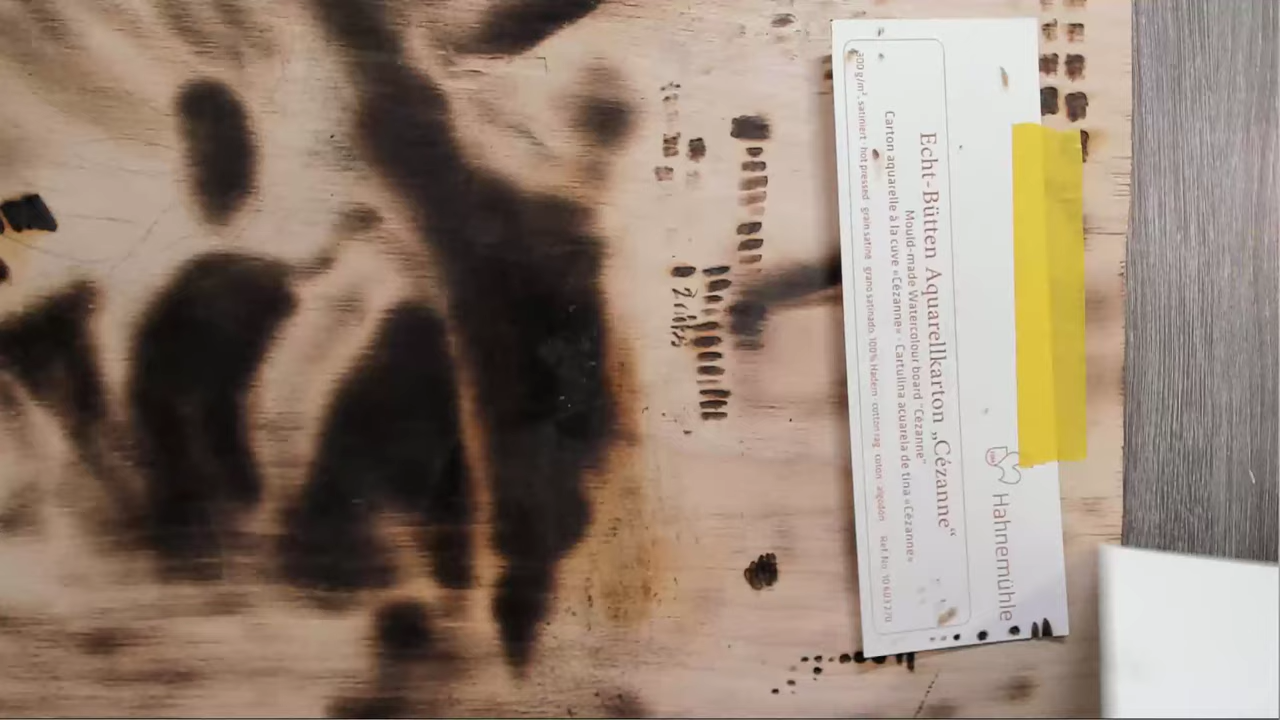 Hahnemühle
Echt-Bütten Aquarellkarton „Cézanne“
Mould-made Watercolour board "Cézanne"
Carton aquarelle à la cuve «Cézanne» · Cartulina acuarela de tina «Cézanne»
300 g/m², satiniert · hot pressed · grain satiné · grano satinado, 100% Hadern · cotton rag · coton · algodón Ref. No. 10 603 270